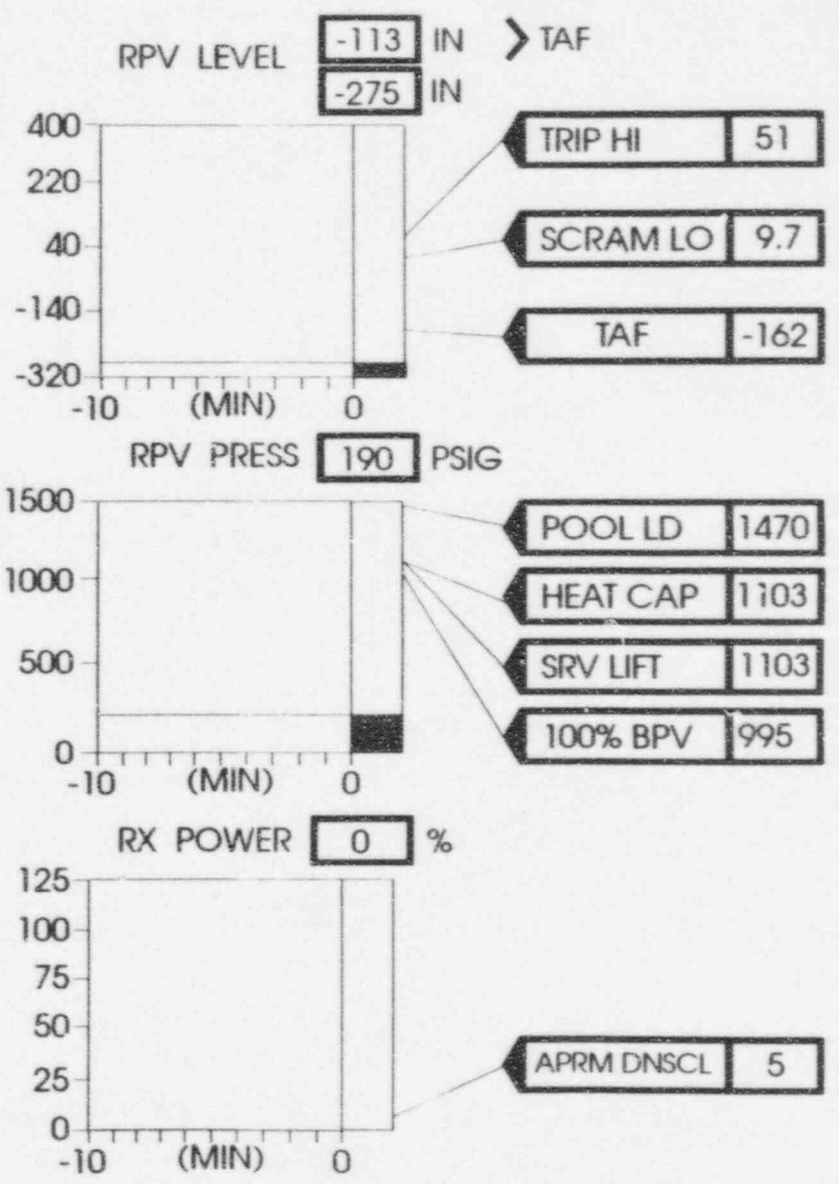 RPV LEVEL -113 IN > TAF
-275 IN
400
220
40
-140
-320
-10 (MIN) 0
TRIP HI 51
SCRAM LO 9.7
TAF -162
RPV PRESS 190 PSIG
1500
1000
500
0
-10 (MIN) 0
POOL LD 1470
HEAT CAP 1103
SRV LIFT 1103
100% BPV 995
RX POWER 0 %
125
100
75
50
25
0
-10 (MIN) 0
APRM DNSCL 5